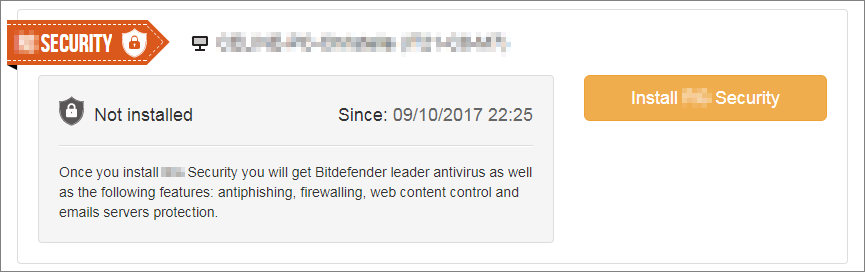 SECURITY
Install Security
Not installed
Since: 09/10/2017 22:25
Once you install Security you will get Bitdefender leader antivirus as well
as the following features: antiphishing, firewalling, web content control and
emails servers protection.